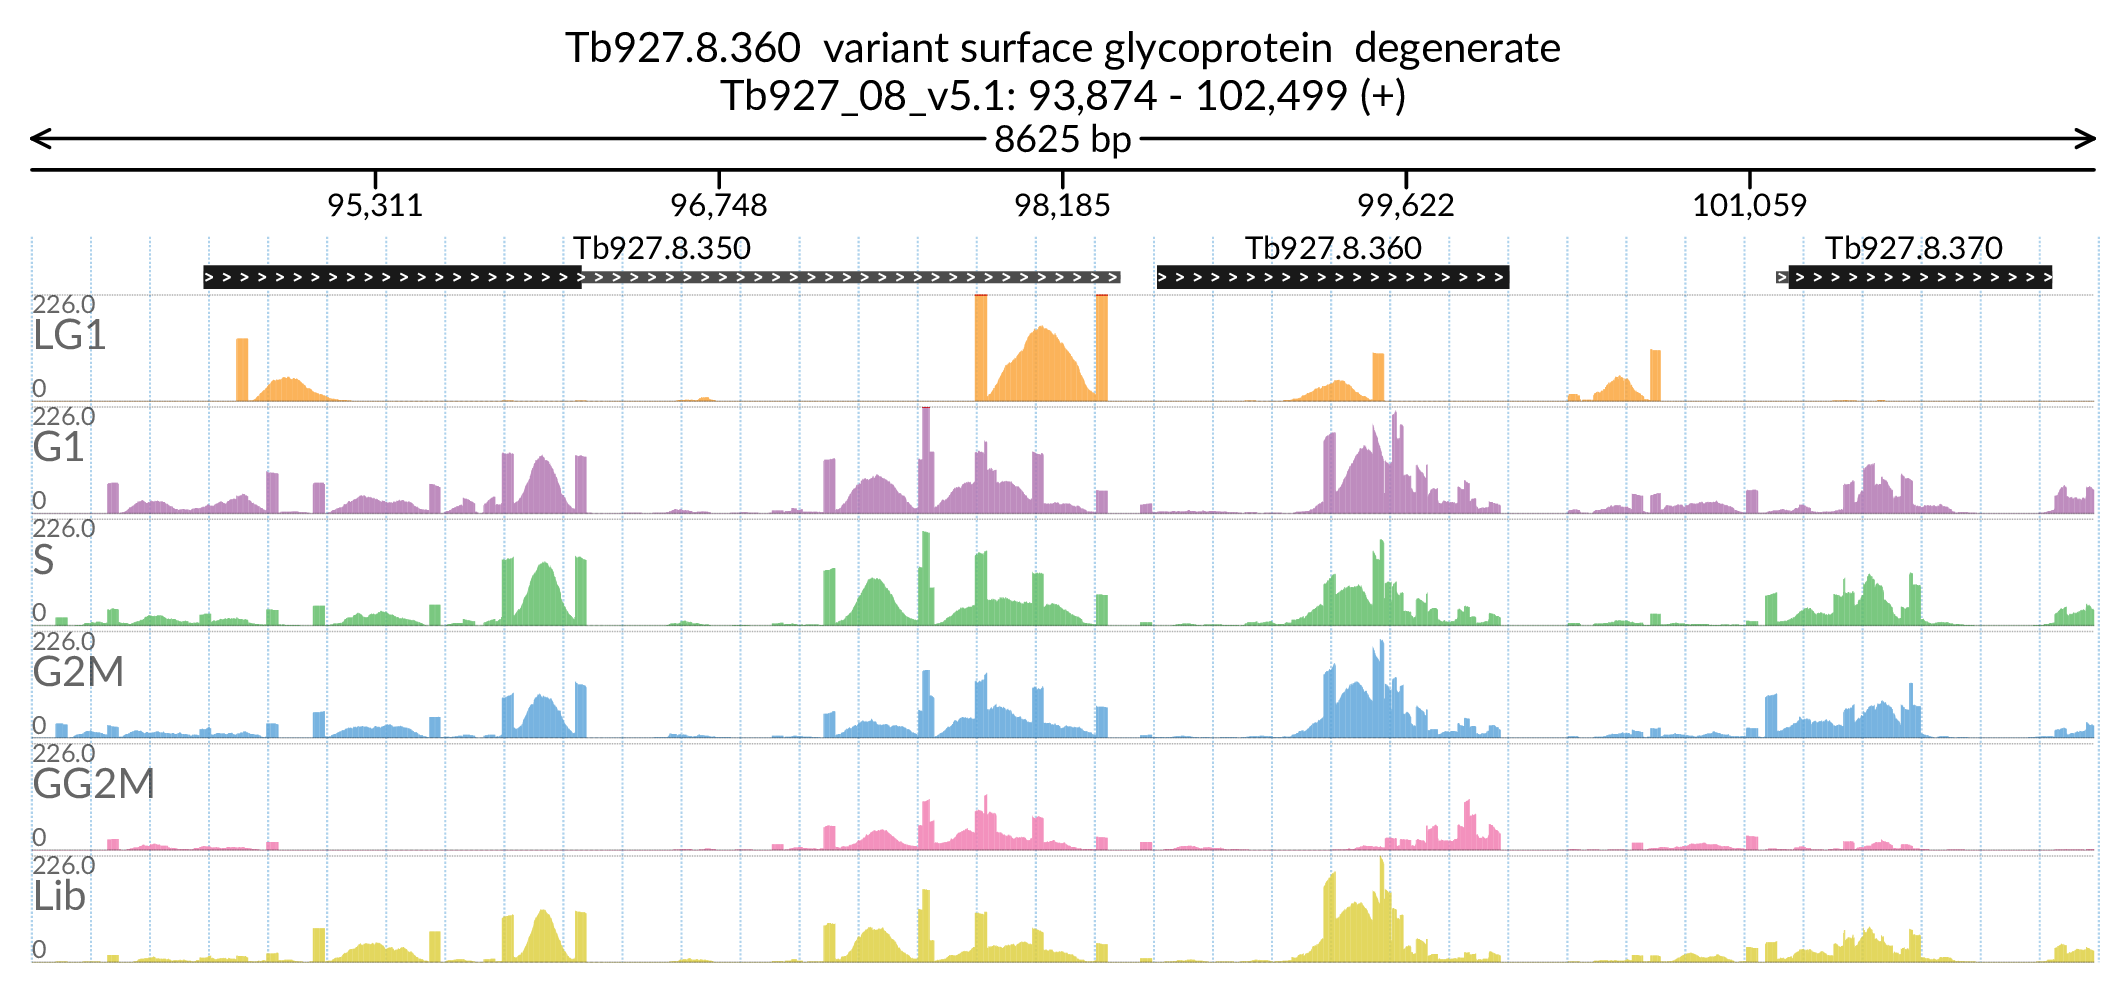 Tb927.8.360  variant surface glycoprotein  degenerate
Tb927_08_v5.1: 93,874 - 102,499 (+)
8625 bp
95,311 96,748 98,185 99,622 101,059
Tb927.8.350 Tb927.8.360 Tb927.8.370
226.0
LG1
0
226.0
G1
0
226.0
S
0
226.0
G2M
0
226.0
GG2M
0
226.0
Lib
0